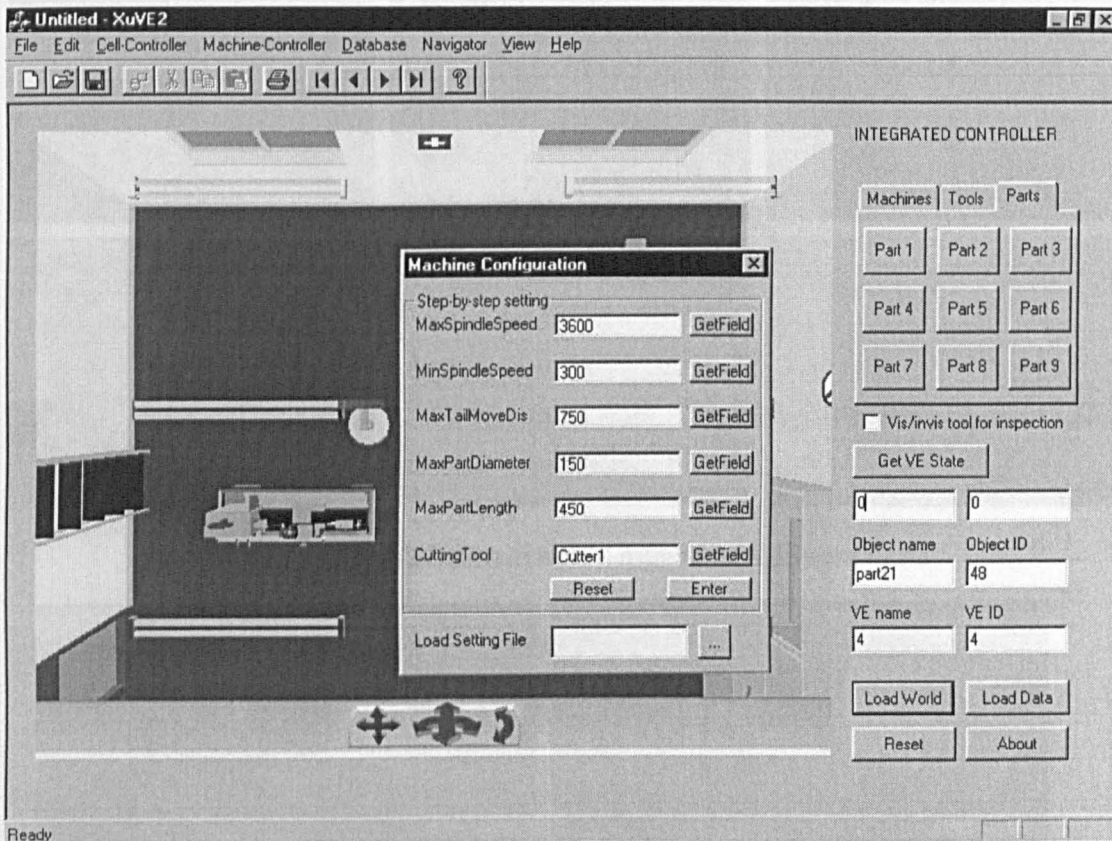 Untitled - XuVE2
File Edit Cell-Controller Machine-Controller Database Navigator View Help
INTEGRATED CONTROLLER
Machines Tools Parts
Part 1 Part 2 Part 3
Part 4 Part 5 Part 6
Part 7 Part 8 Part 9
Vis/invis tool for inspection
Get VE State
0 0
Object name Object ID
part21 48
VE name VE ID
4 4
Load World Load Data
Reset About
Machine Configuration
Step-by-step setting
MaxSpindleSpeed 3600 GetField
MinSpindleSpeed 300 GetField
MaxTailMoveDis 750 GetField
MaxPartDiameter 150 GetField
MaxPartLength 450 GetField
CuttingTool Cutter1 GetField
Reset Enter
Load Setting File ...
Ready